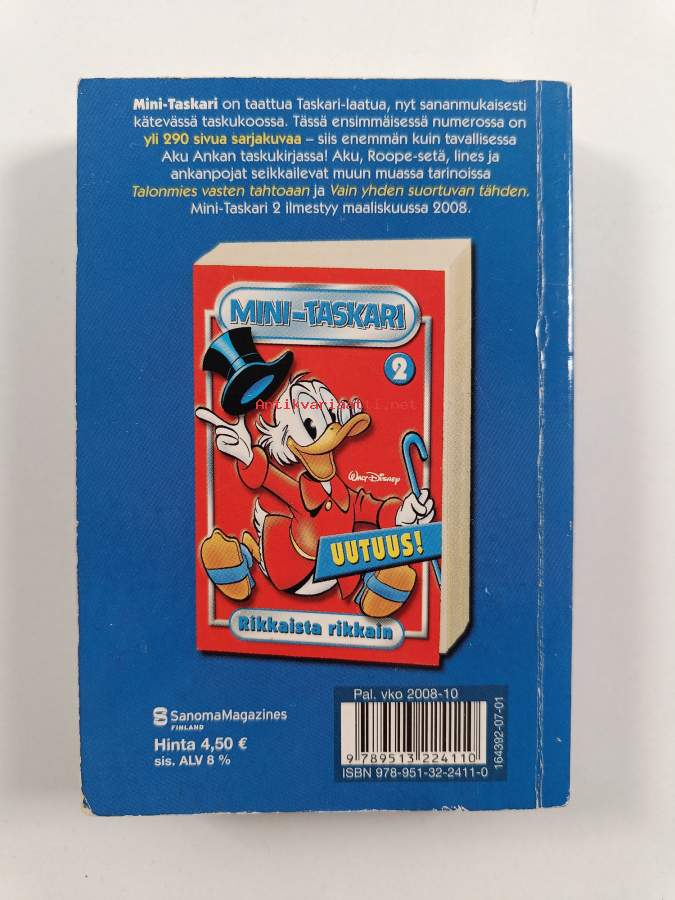 Mini-Taskari on taattua Taskari-laatua, nyt sananmukaisesti
kätevässä taskukoossa. Tässä ensimmäisessä numerossa on
yli 290 sivua sarjakuvaa – siis enemmän kuin tavallisessa
Aku Ankan taskukirjassa! Aku, Roope-setä, Iines ja
ankanpojat seikkailevat muun muassa tarinoissa
Talonmies vasten tahtoaan ja Vain yhden suortuvan tähden.
Mini-Taskari 2 ilmestyy maaliskuussa 2008.
MINI-TASKARI
2
Antikvariaatti.net
WALT DISNEY
UUTUUS!
Rikkaista rikkain
SanomaMagazines
FINLAND
Hinta 4,50 €
sis. ALV 8 %
Pal. vko 2008-10
9 789513 224110
ISBN 978-951-32-2411-0
164392-07-01